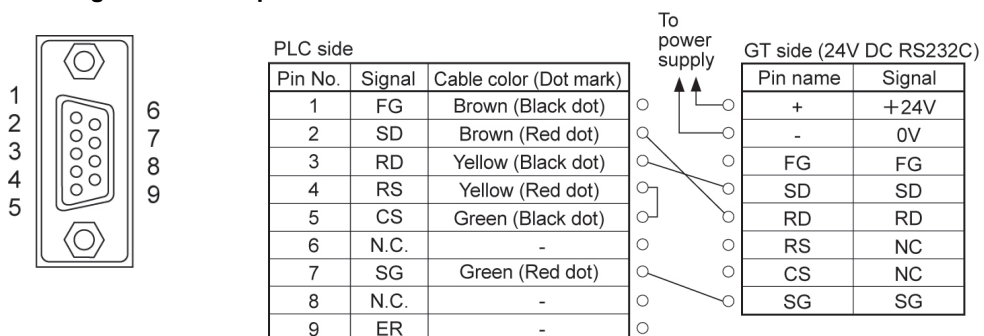 To
power
supply
PLC side
GT side (24V DC RS232C)
Pin No. Signal Cable color (Dot mark)
1 FG Brown (Black dot)
2 SD Brown (Red dot)
3 RD Yellow (Black dot)
4 RS Yellow (Red dot)
5 CS Green (Black dot)
6 N.C. -
7 SG Green (Red dot)
8 N.C. -
9 ER -
Pin name Signal
+ +24V
- 0V
FG FG
SD SD
RD RD
RS NC
CS NC
SG SG
1
2
3
4
5
6
7
8
9